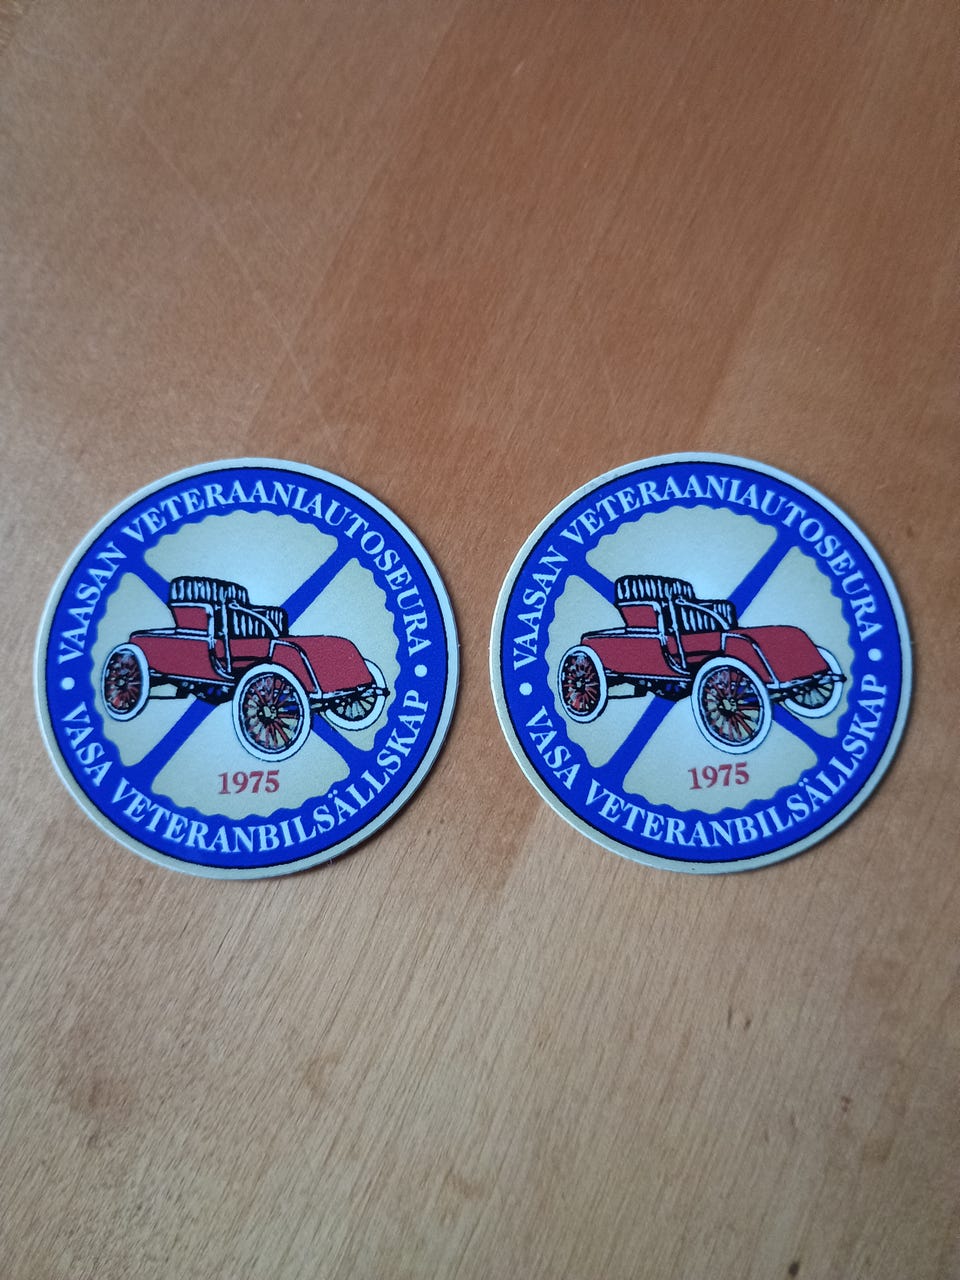 VAASAN VETERAANIAUTOSEURA
1975
VASA VETERANBILSÄLLSKAP
VAASAN VETERAANIAUTOSEURA
1975
VASA VETERANBILSÄLLSKAP